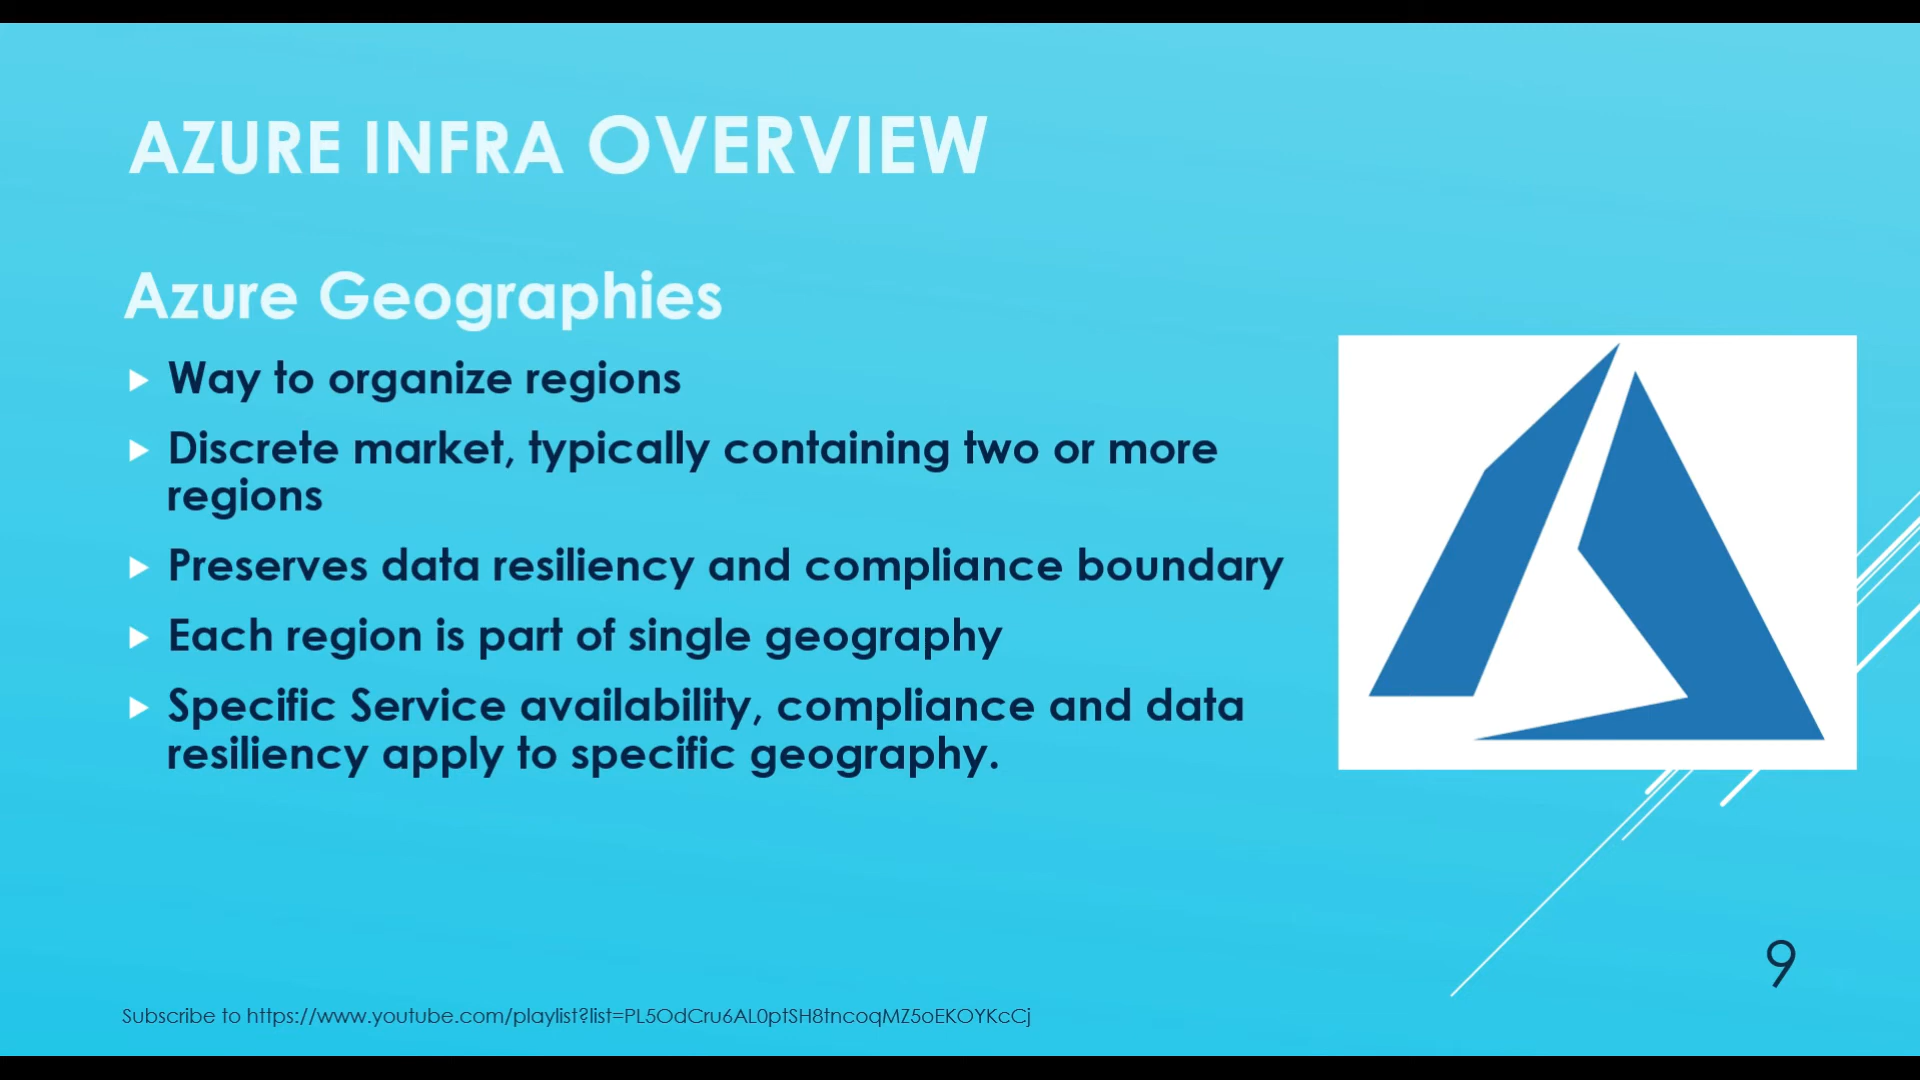 AZURE INFRA OVERVIEW
Azure Geographies
Way to organize regions
Discrete market, typically containing two or more
regions
Preserves data resiliency and compliance boundary
Each region is part of single geography
Specific Service availability, compliance and data
resiliency apply to specific geography.
9
Subscribe to https://www.youtube.com/playlist?list=PL5OdCru6AL0ptSH8tncoqMZ5oEKOYKcCj